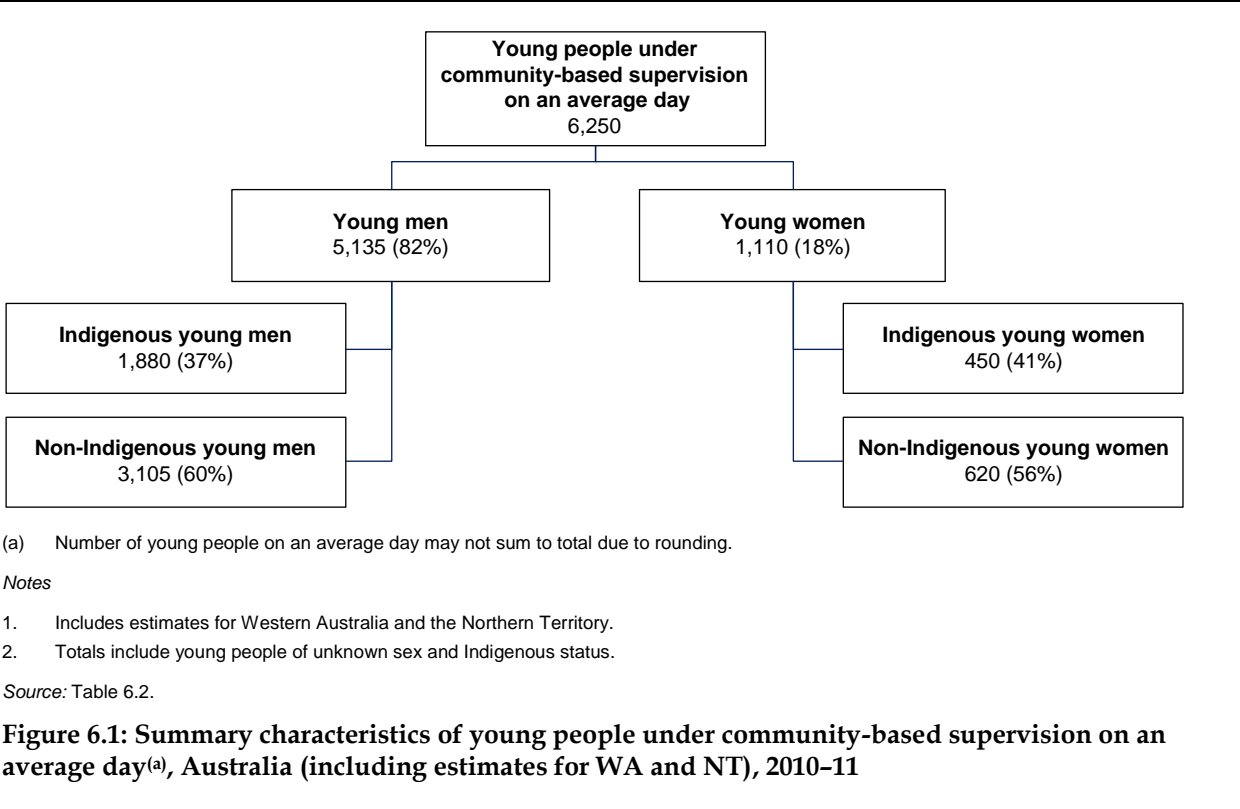 Young people under
community-based supervision
on an average day
6,250
Young men
5,135 (82%)
Young women
1,110 (18%)
Indigenous young men
1,880 (37%)
Indigenous young women
450 (41%)
Non-Indigenous young men
3,105 (60%)
Non-Indigenous young women
620 (56%)
(a) Number of young people on an average day may not sum to total due to rounding.
Notes
1. Includes estimates for Western Australia and the Northern Territory.
2. Totals include young people of unknown sex and Indigenous status.
Source: Table 6.2.
Figure 6.1: Summary characteristics of young people under community-based supervision on an
average day(a), Australia (including estimates for WA and NT), 2010–11